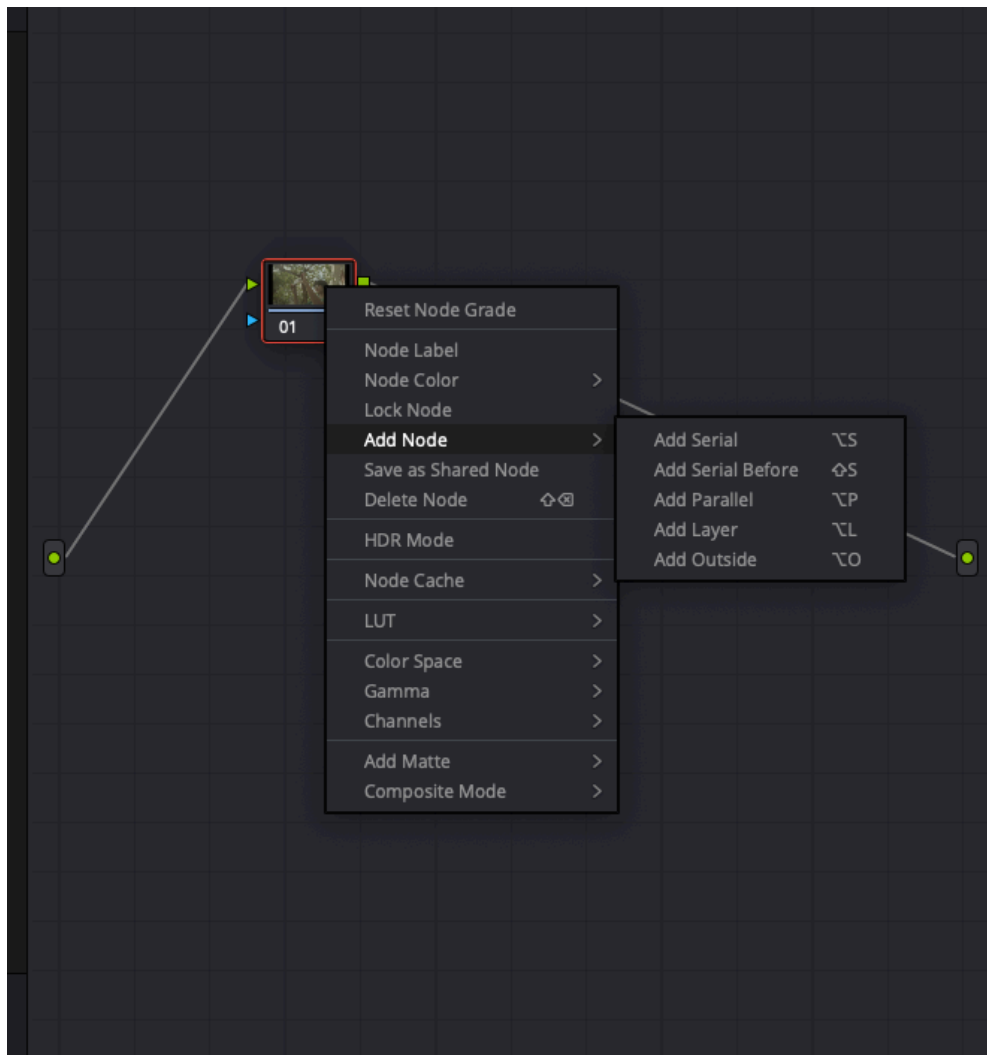 01
Reset Node Grade
Node Label
Node Color >
Lock Node
Add Node >
Save as Shared Node
Delete Node ⇧⌫
HDR Mode
Node Cache >
LUT >
Color Space >
Gamma >
Channels >
Add Matte >
Composite Mode >
Add Serial ⌥S
Add Serial Before ⇧S
Add Parallel ⌥P
Add Layer ⌥L
Add Outside ⌥O